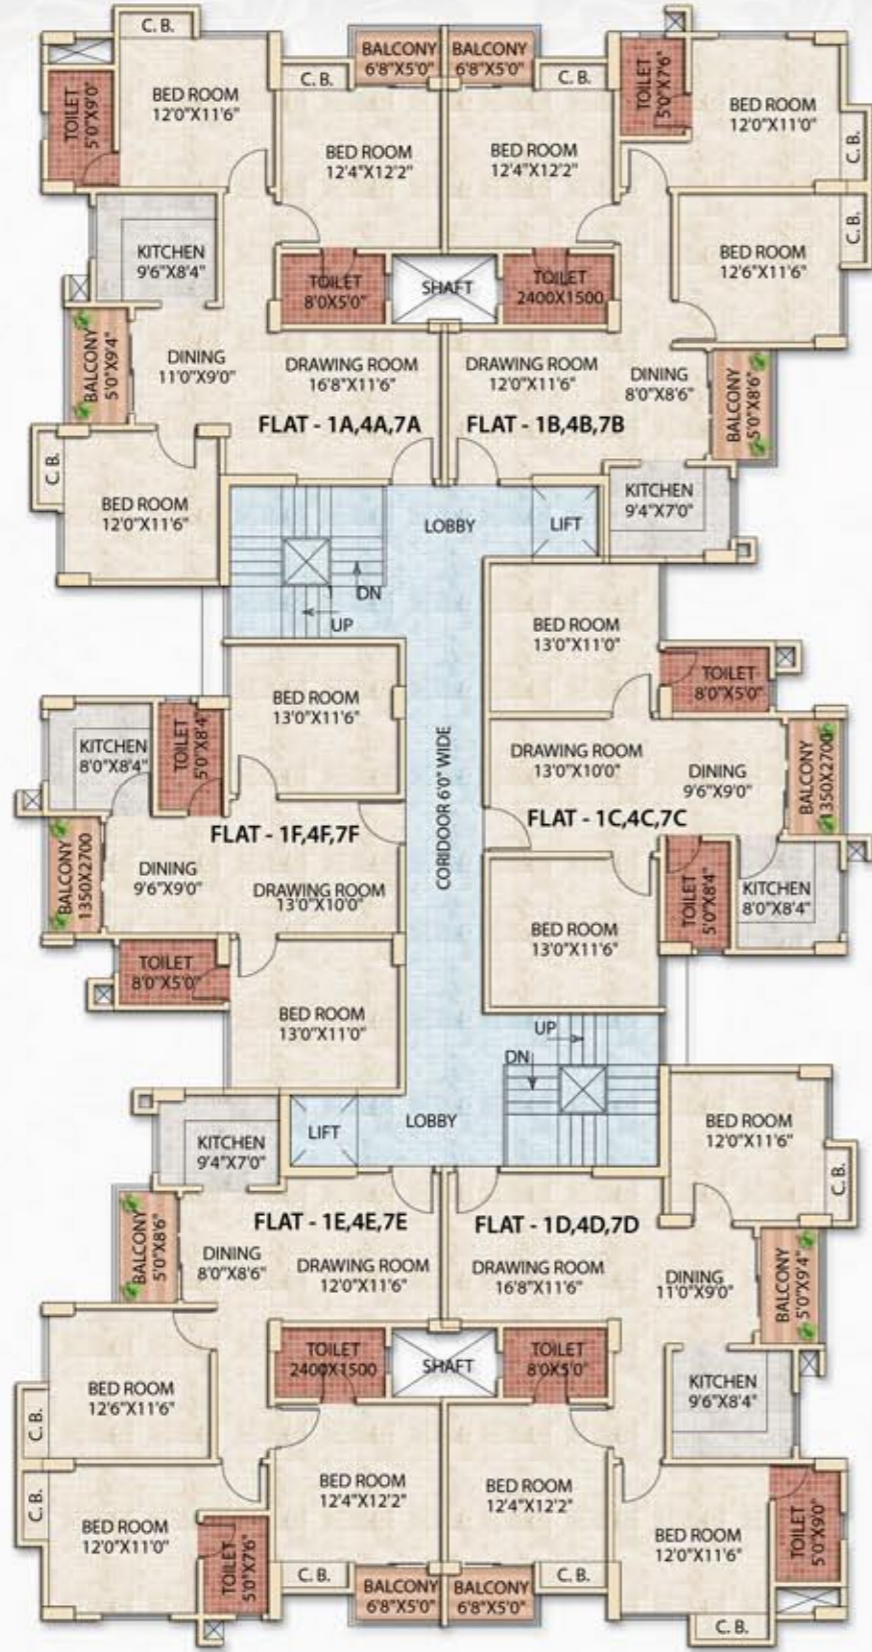 C. B.
BED ROOM
12'0"X11'6"
TOILET
5'0"X9'0"
BALCONY
6'8"X5'0"
C. B.
BED ROOM
12'4"X12'2"
KITCHEN
9'6"X8'4"
TOILET
8'0X5'0"
SHAFT
BALCONY
5'0"X9'4"
DINING
11'0"X9'0"
DRAWING ROOM
16'8"X11'6"
FLAT - 1A,4A,7A
C. B.
BED ROOM
12'0"X11'6"
BALCONY
6'8"X5'0"
C. B.
BED ROOM
12'4"X12'2"
TOILET
5'0"X7'6"
BED ROOM
12'0"X11'0"
C. B.
C. B.
BED ROOM
12'6"X11'6"
TOILET
2400X1500
DRAWING ROOM
12'0"X11'6"
DINING
8'0"X8'6"
BALCONY
5'0"X8'6"
FLAT - 1B,4B,7B
KITCHEN
9'4"X7'0"
LOBBY
LIFT
DN
UP
BED ROOM
13'0"X11'0"
TOILET
8'0"X5'0"
DRAWING ROOM
13'0"X10'0"
DINING
9'6"X9'0"
BALCONY
1350X2700
FLAT - 1C,4C,7C
BED ROOM
13'0"X11'6"
TOILET
5'0"X8'4"
KITCHEN
8'0"X8'4"
CORIDOOR 6'0" WIDE
BED ROOM
13'0"X11'6"
KITCHEN
8'0"X8'4"
TOILET
5'0"X8'4"
FLAT - 1F,4F,7F
BALCONY
1350X2700
DINING
9'6"X9'0"
DRAWING ROOM
13'0"X10'0"
TOILET
8'0"X5'0"
BED ROOM
13'0"X11'0"
UP
DN
LOBBY
LIFT
KITCHEN
9'4"X7'0"
FLAT - 1E,4E,7E
BALCONY
5'0"X8'6"
DINING
8'0"X8'6"
DRAWING ROOM
12'0"X11'6"
TOILET
2400X1500
SHAFT
BED ROOM
12'6"X11'6"
C. B.
C. B.
BED ROOM
12'0"X11'0"
TOILET
5'0"X7'6"
BED ROOM
12'4"X12'2"
C. B.
BALCONY
6'8"X5'0"
BED ROOM
12'0"X11'6"
C. B.
FLAT - 1D,4D,7D
DRAWING ROOM
16'8"X11'6"
DINING
11'0"X9'0"
BALCONY
5'0"X9'4"
TOILET
8'0X5'0"
KITCHEN
9'6"X8'4"
BED ROOM
12'4"X12'2"
BED ROOM
12'0"X11'6"
TOILET
5'0"X9'0"
BALCONY
6'8"X5'0"
C. B.
C. B.